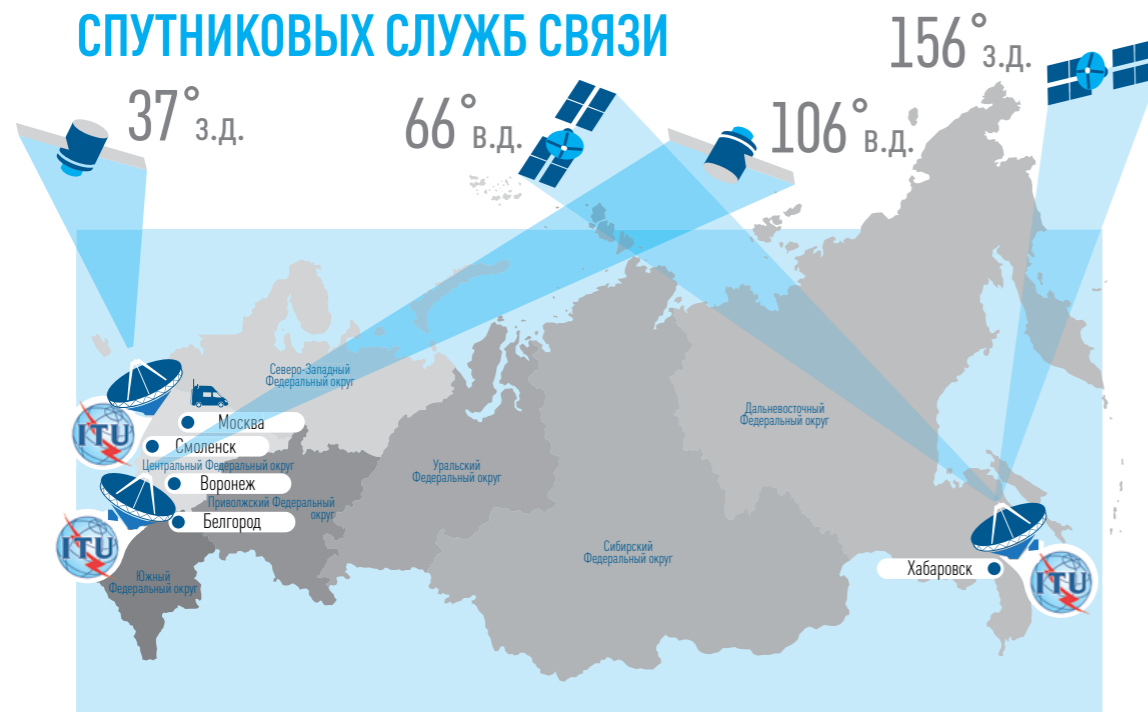 СПУТНИКОВЫХ СЛУЖБ СВЯЗИ
156° з.д.
37° з.д.
66° в.д.
106° в.д.
Северо-Западный
Федеральный округ
Москва
ITU
Смоленск
Дальневосточный
Федеральный округ
Центральный Федеральный округ
Уральский
Федеральный округ
Воронеж
Приволжский Федеральный
округ
Белгород
ITU
Сибирский
Федеральный округ
Южный
Федеральный округ
Хабаровск
ITU